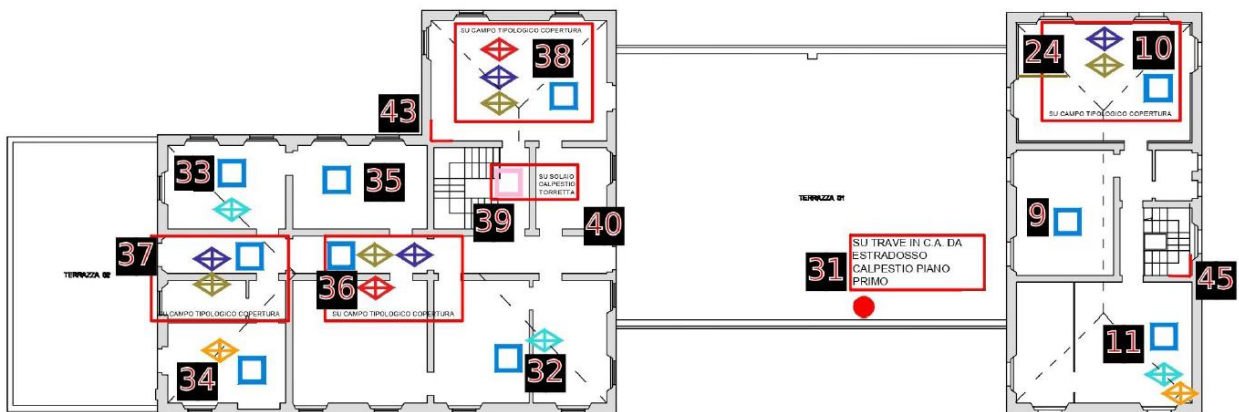 SU CAMPO TIPOLOGICO COPERTURA
38
24
10
SU CAMPO TIPOLOGICO COPERTURA
43
33
35
SU SOLAIO
CALPESTIO
TORRETTA
39
40
TERRAZZA 01
9
37
TERRAZZA 02
36
SU CAMPO TIPOLOGICO COPERTURA
SU CAMPO TIPOLOGICO COPERTURA
31
SU TRAVE IN C.A. DA
ESTRADOSSO
CALPESTIO PIANO
PRIMO
45
34
32
11